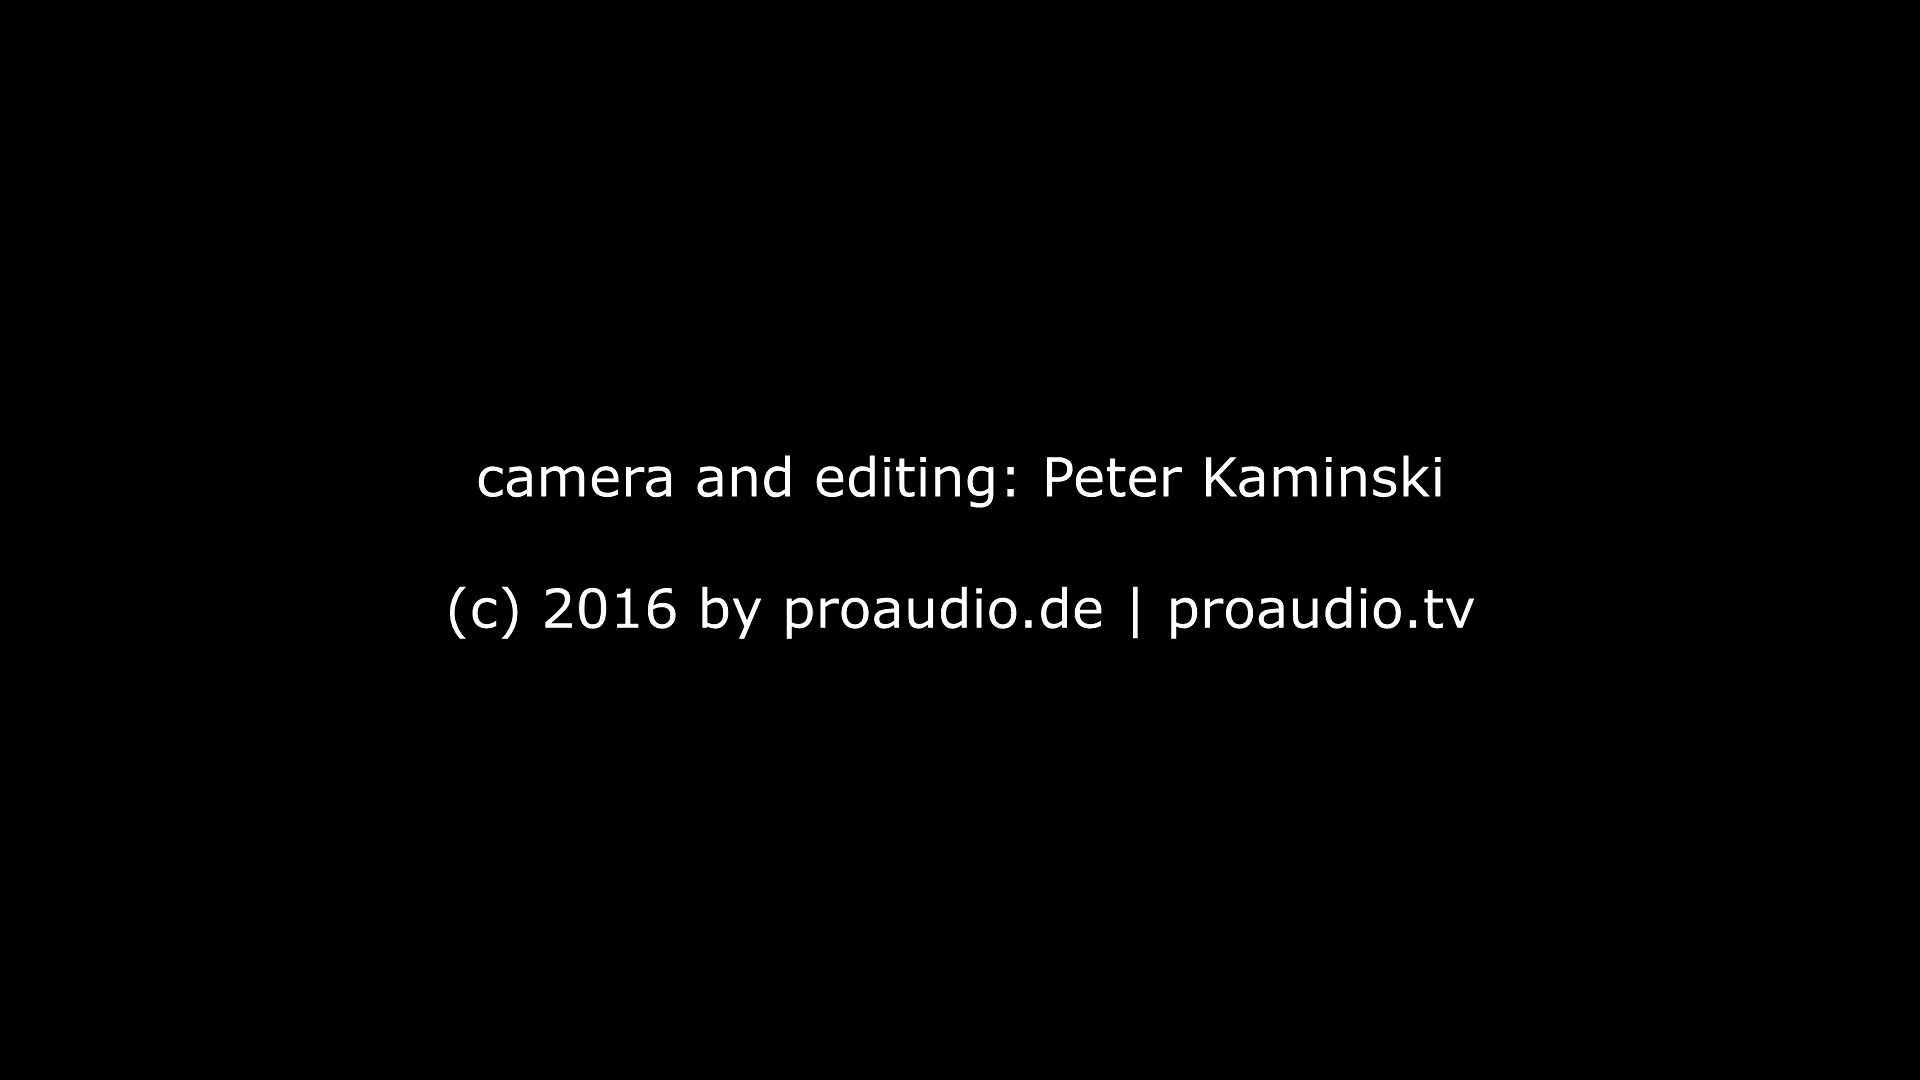 camera and editing: Peter Kaminski
(c) 2016 by proaudio.de | proaudio.tv